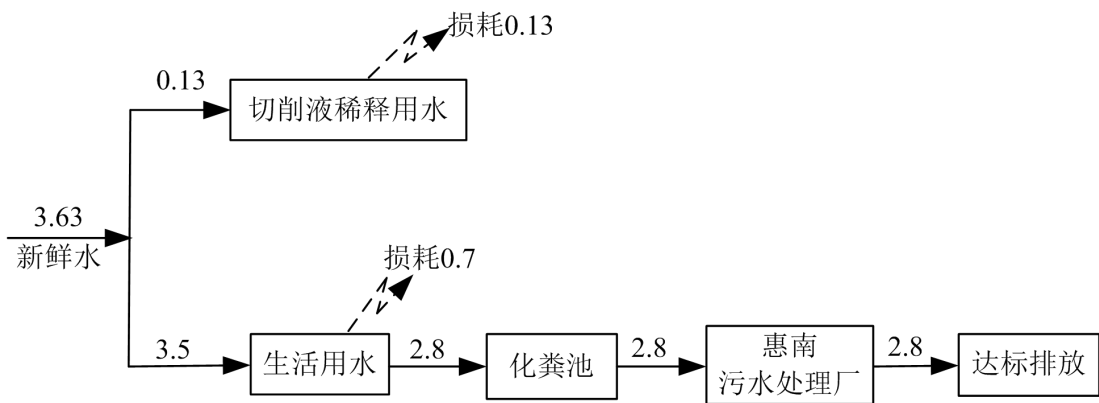 损耗0.13
0.13
切削液稀释用水
3.63
新鲜水
损耗0.7
3.5
生活用水
2.8
化粪池
2.8
惠南
污水处理厂
2.8
达标排放